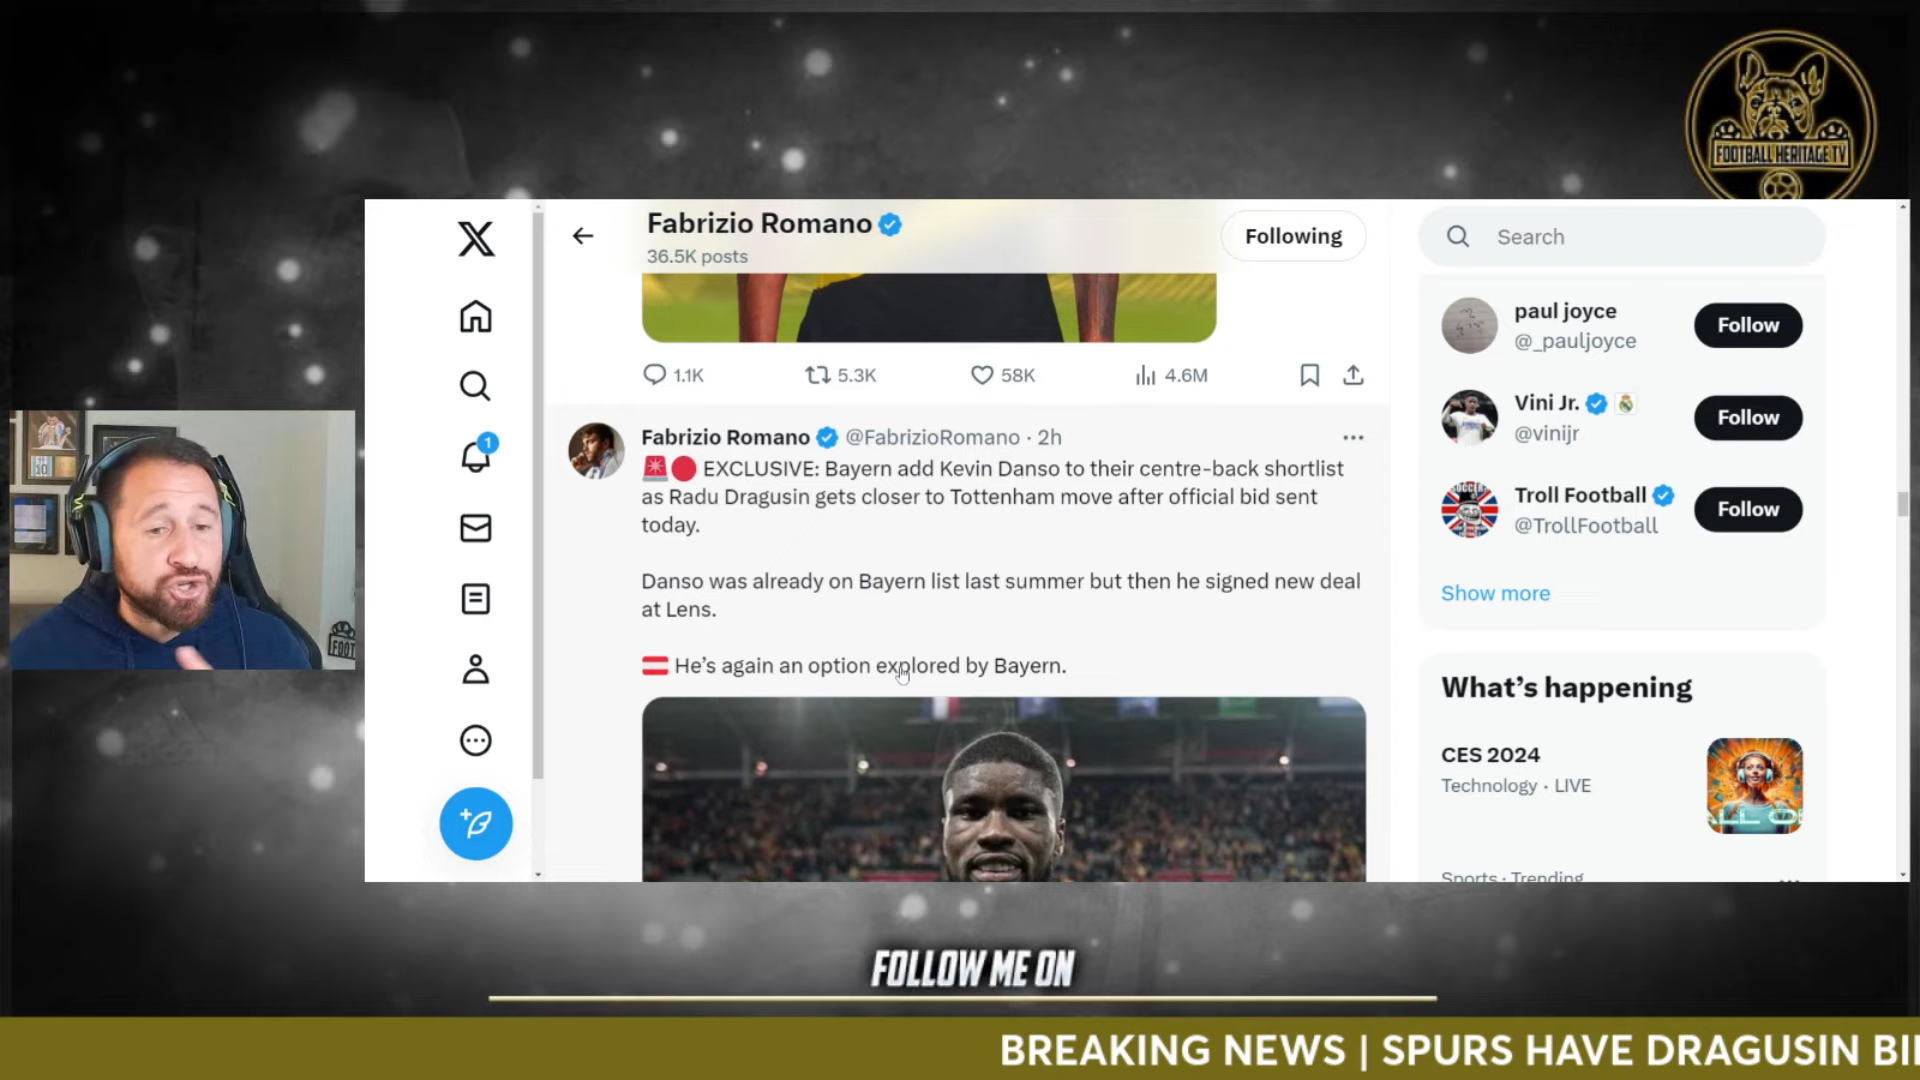 FOOTBALL HERITAGE TV
Fabrizio Romano
36.5K posts
Following
Search
1.1K 5.3K 58K 4.6M
paul joyce
@_pauljoyce
Follow
Vini Jr.
@vinijr
Follow
Troll Football
@TrollFootball
Follow
Show more
1
Fabrizio Romano @FabrizioRomano · 2h
EXCLUSIVE: Bayern add Kevin Danso to their centre-back shortlist
as Radu Dragusin gets closer to Tottenham move after official bid sent
today.
Danso was already on Bayern list last summer but then he signed new deal
at Lens.
He’s again an option explored by Bayern.
What’s happening
CES 2024
Technology · LIVE
Sports · Trending
FOLLOW ME ON
BREAKING NEWS | SPURS HAVE DRAGUSIN